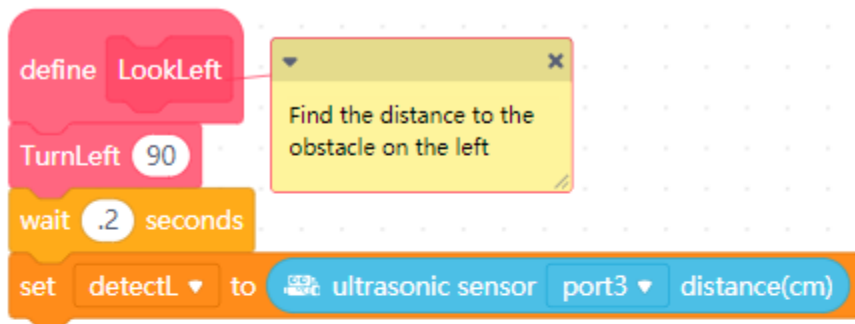 define LookLeft
Find the distance to the
obstacle on the left
TurnLeft 90
wait .2 seconds
set detectL to ultrasonic sensor port3 distance(cm)